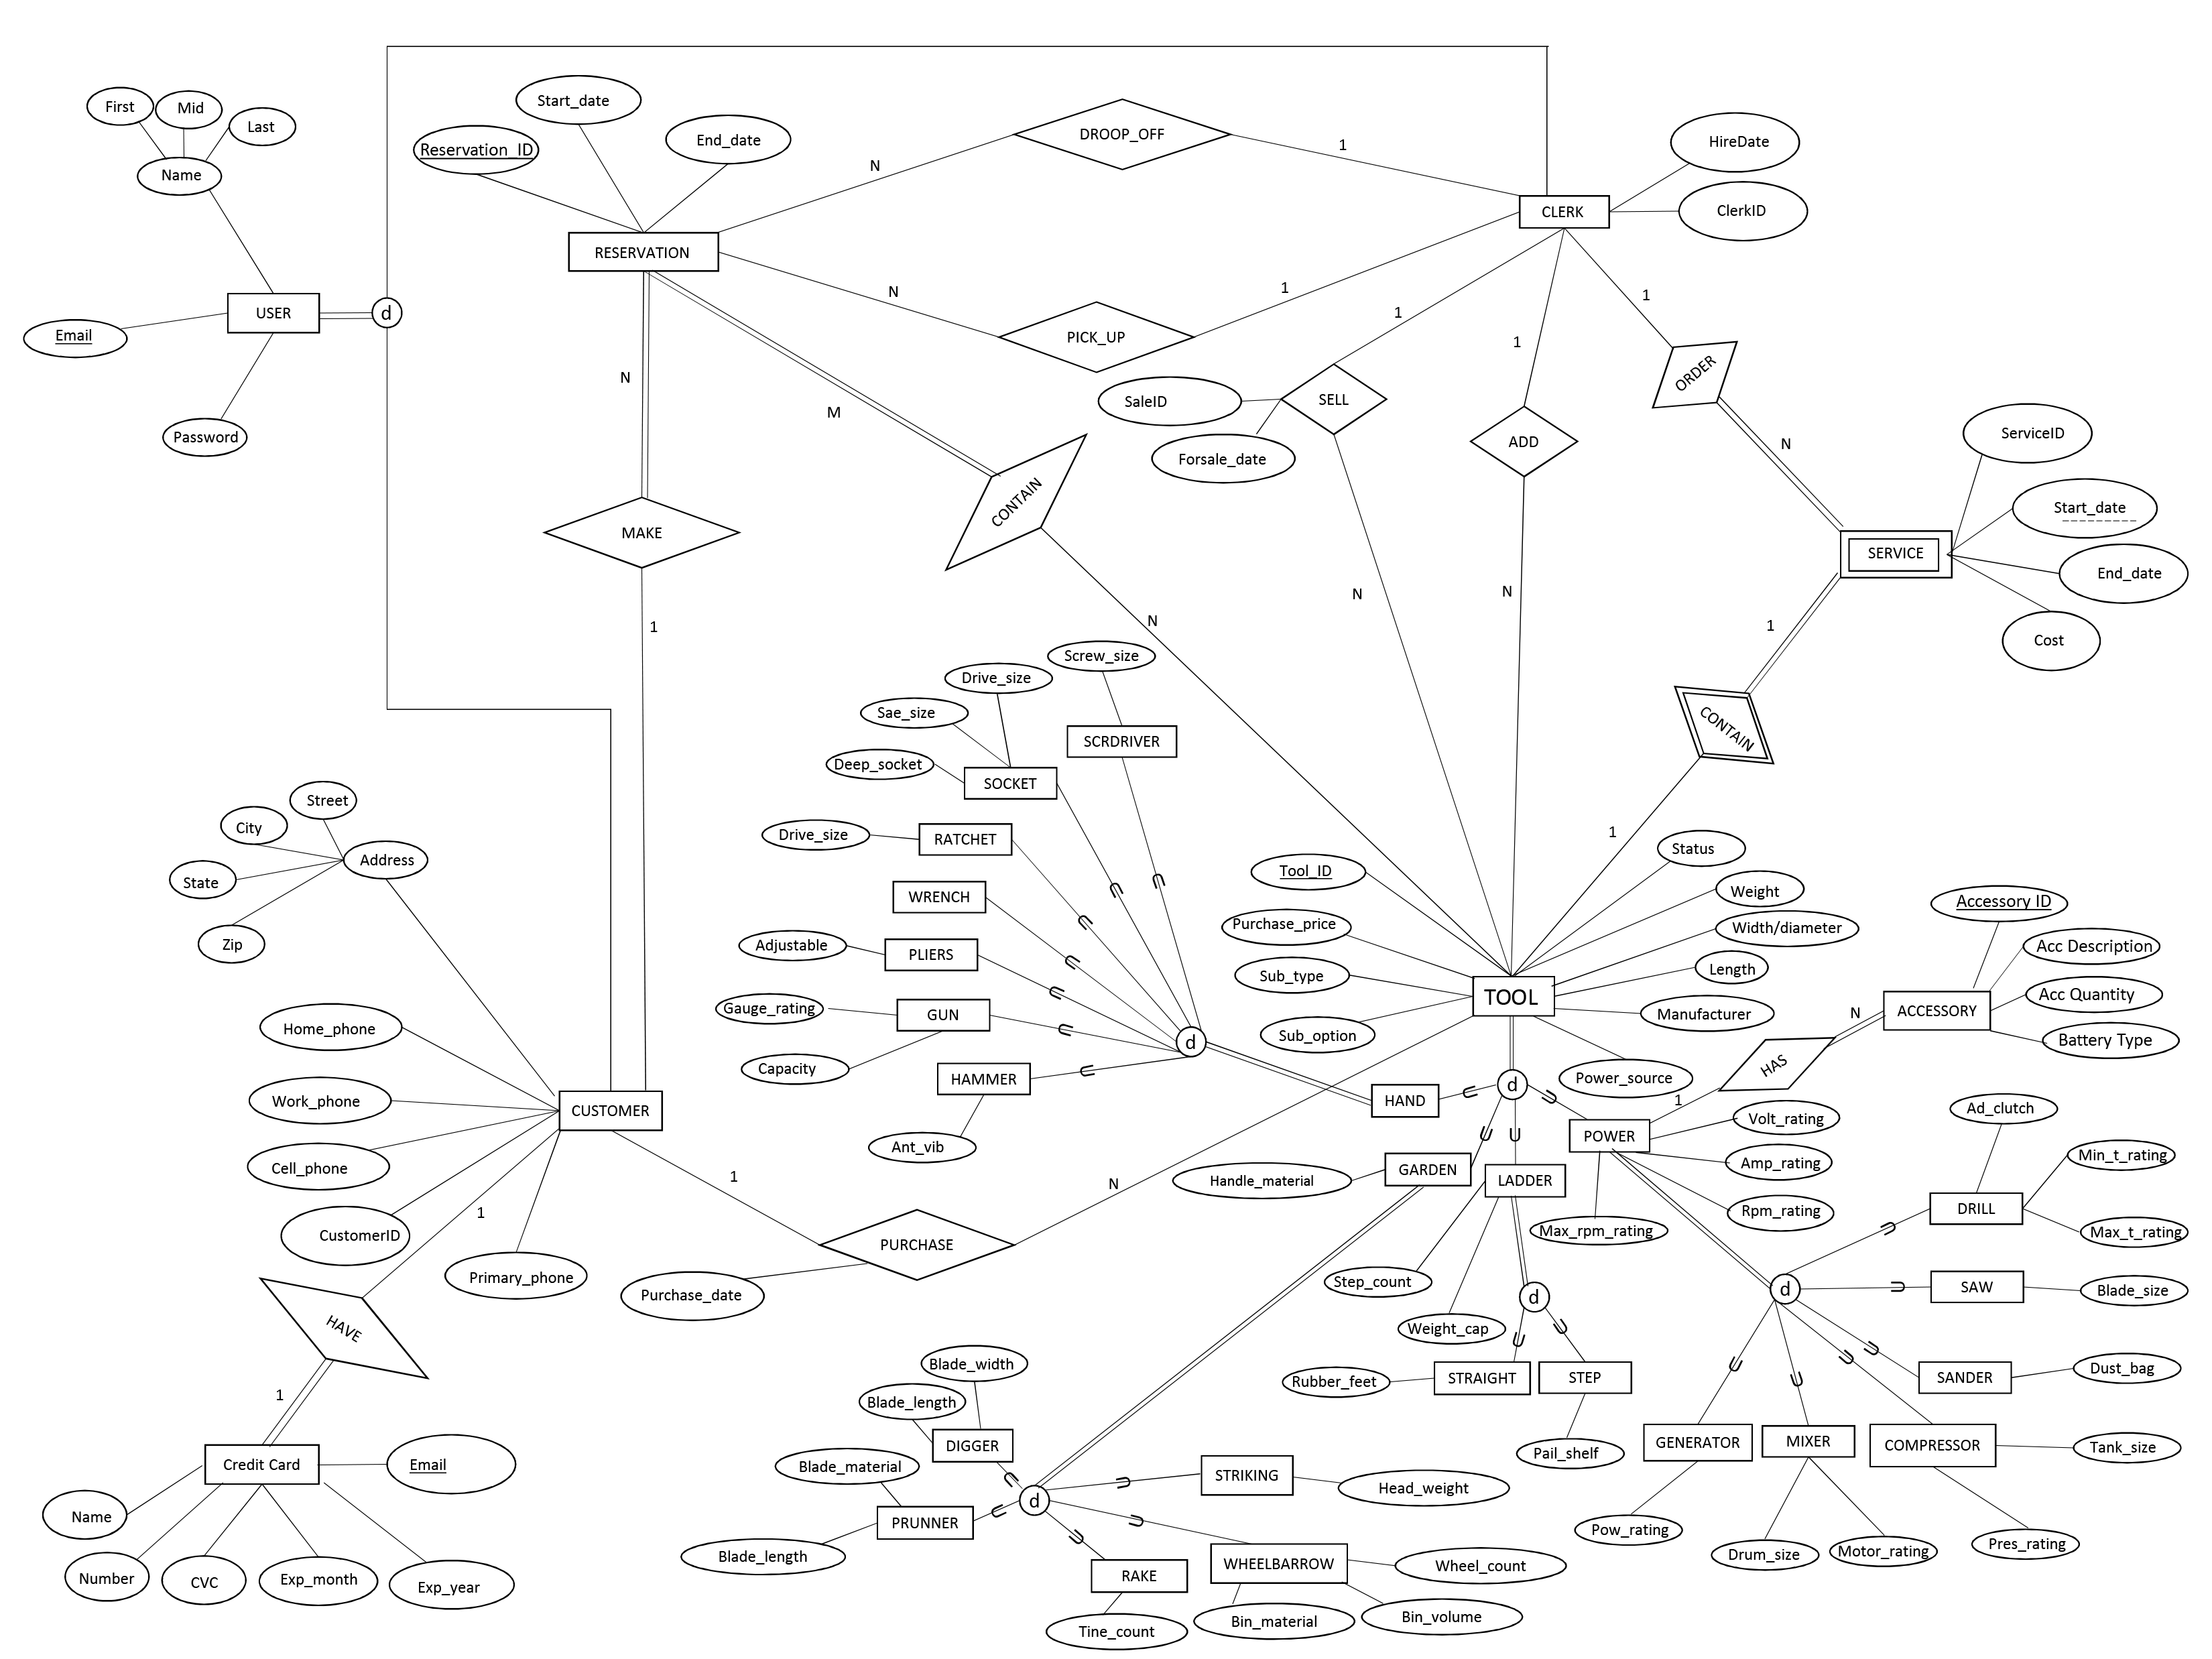 First
Mid
Last
Name
Start_date
Reservation_ID
End_date
DROOP_OFF
N
1
HireDate
ClerkID
CLERK
RESERVATION
USER
d
Email
Password
N
1
PICK_UP
1
1
1
ORDER
SaleID
SELL
ADD
Forsale_date
N
M
N
CONTAIN
MAKE
1
N
N
N
ServiceID
Start_date
End_date
Cost
SERVICE
1
CONTAIN
1
Screw_size
Drive_size
Sae_size
Deep_socket
SCRDRIVER
SOCKET
Drive_size
RATCHET
WRENCH
Adjustable
PLIERS
Gauge_rating
GUN
Capacity
HAMMER
Ant_vib
d
HAND
Street
City
State
Zip
Address
Home_phone
Work_phone
Cell_phone
CustomerID
Primary_phone
CUSTOMER
1
HAVE
1
Credit Card
Email
Name
Number
CVC
Exp_month
Exp_year
1
PURCHASE
N
Purchase_date
Tool_ID
Purchase_price
Sub_type
Sub_option
TOOL
Status
Weight
Width/diameter
Length
Manufacturer
Power_source
d
Accessory ID
Acc Description
Acc Quantity
Battery Type
ACCESSORY
N
HAS
1
POWER
Volt_rating
Amp_rating
Rpm_rating
Max_rpm_rating
Handle_material
GARDEN
LADDER
Step_count
Weight_cap
d
Rubber_feet
STRAIGHT
STEP
Pail_shelf
Ad_clutch
Min_t_rating
DRILL
Max_t_rating
d
SAW
Blade_size
SANDER
Dust_bag
GENERATOR
MIXER
COMPRESSOR
Tank_size
Pow_rating
Drum_size
Motor_rating
Pres_rating
Blade_width
Blade_length
DIGGER
Blade_material
PRUNNER
Blade_length
d
STRIKING
Head_weight
RAKE
Tine_count
WHEELBARROW
Wheel_count
Bin_material
Bin_volume